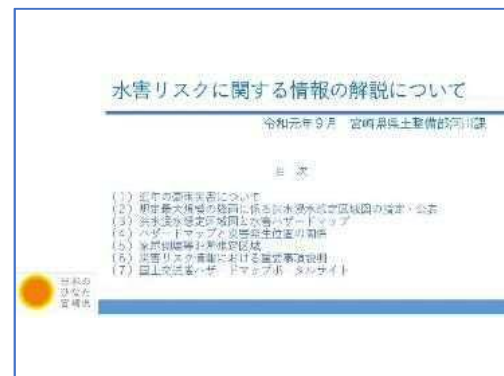 水害リスクに関する情報の解説について
令和元年９月　宮崎県県土整備部河川課
目　次
(１) 近年の豪雨災害について
(２) 想定最大規模の降雨に係る洪水浸水想定区域図の指定・公表
(３) 洪水浸水想定区域図と水害ハザードマップ
(４) ハザードマップと災害発生位置の関係
(５) 家屋倒壊等氾濫想定区域
(６) 災害リスク情報における重要事項説明
(７) 国土交通省ハザードマップポータルサイト
日本の
ひなた
宮崎県